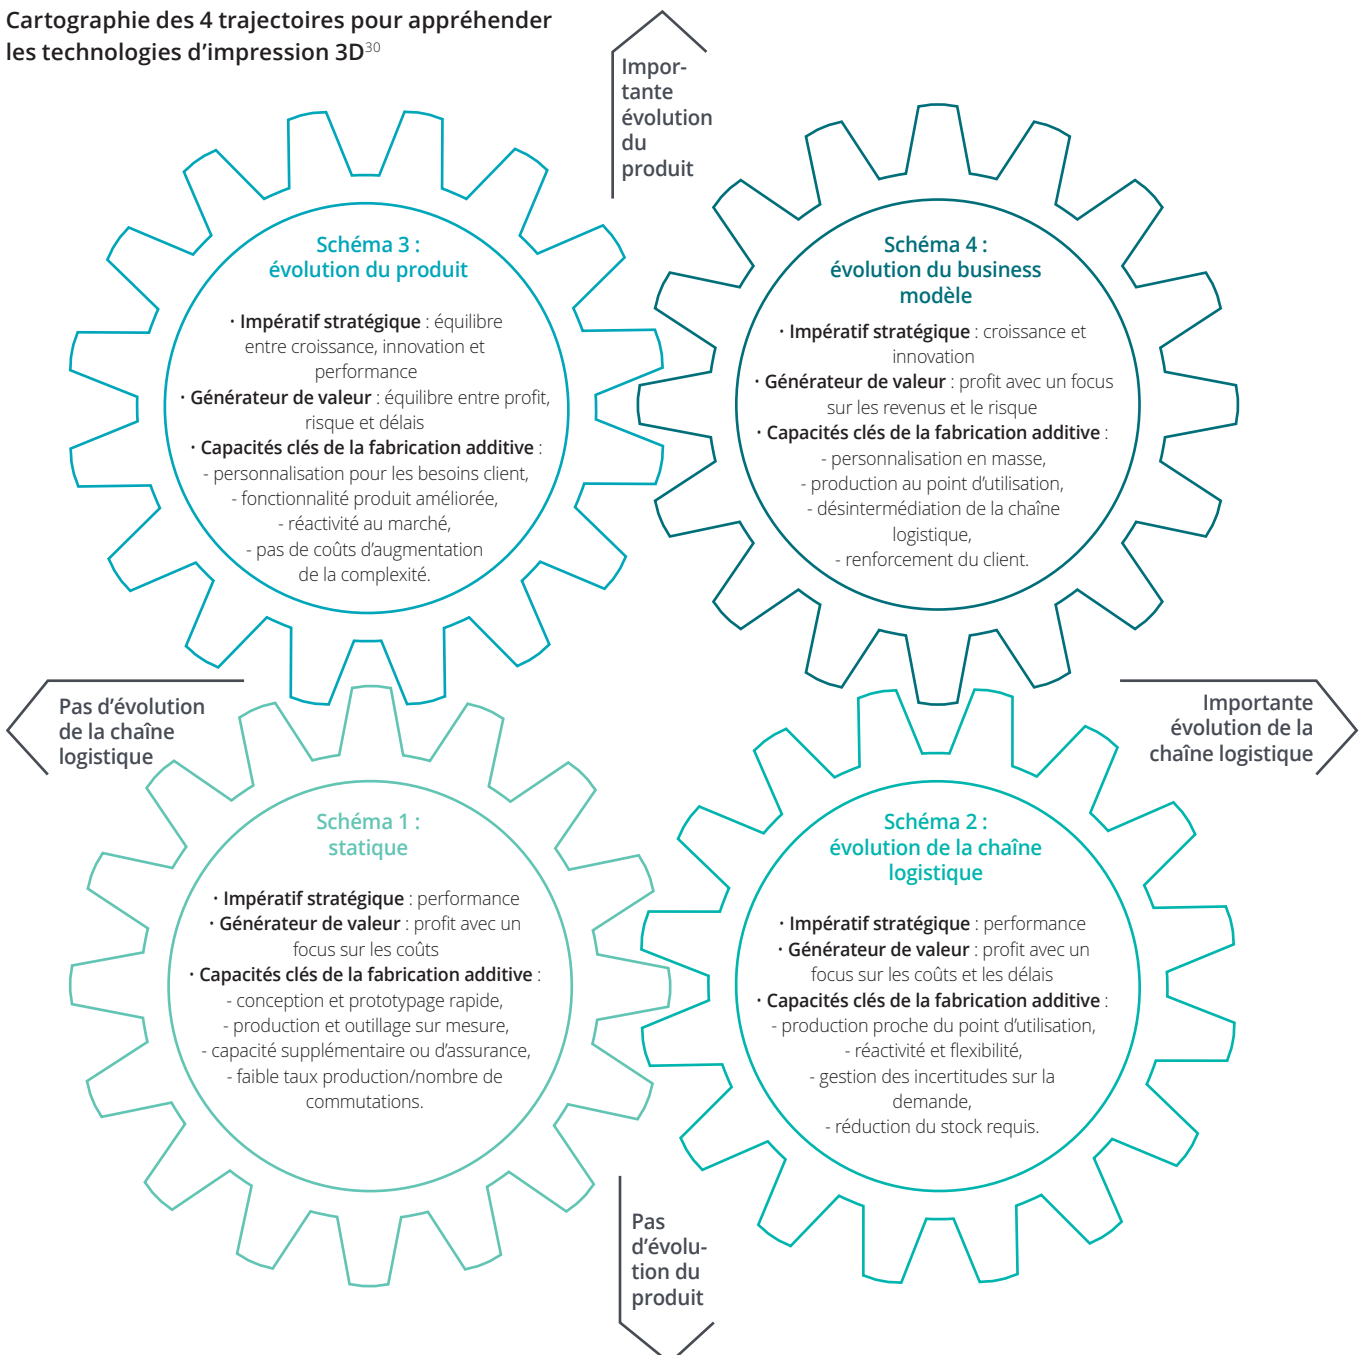 Cartographie des 4 trajectoires pour appréhender
les technologies d'impression 3D30
Impor-
tante
évolution
du
produit
Schéma 3 :
évolution du produit
· Impératif stratégique : équilibre
entre croissance, innovation et
performance
· Générateur de valeur : équilibre entre profit,
risque et délais
· Capacités clés de la fabrication additive :
- personnalisation pour les besoins client,
- fonctionnalité produit améliorée,
- réactivité au marché,
- pas de coûts d'augmentation
de la complexité.
Schéma 4 :
évolution du business
modèle
· Impératif stratégique : croissance et
innovation
· Générateur de valeur : profit avec un focus
sur les revenus et le risque
· Capacités clés de la fabrication additive :
- personnalisation en masse,
- production au point d'utilisation,
- désintermédiation de la chaîne
logistique,
- renforcement du client.
Pas d'évolution
de la chaîne
logistique
Importante
évolution de la
chaîne logistique
Schéma 1 :
statique
· Impératif stratégique : performance
· Générateur de valeur : profit avec un
focus sur les coûts
· Capacités clés de la fabrication additive :
- conception et prototypage rapide,
- production et outillage sur mesure,
- capacité supplémentaire ou d'assurance,
- faible taux production/nombre de
commutations.
Schéma 2 :
évolution de la chaîne
logistique
· Impératif stratégique : performance
· Générateur de valeur : profit avec un
focus sur les coûts et les délais
· Capacités clés de la fabrication additive :
- production proche du point d'utilisation,
- réactivité et flexibilité,
- gestion des incertitudes sur la
demande,
- réduction du stock requis.
Pas
d'évolu-
tion du
produit